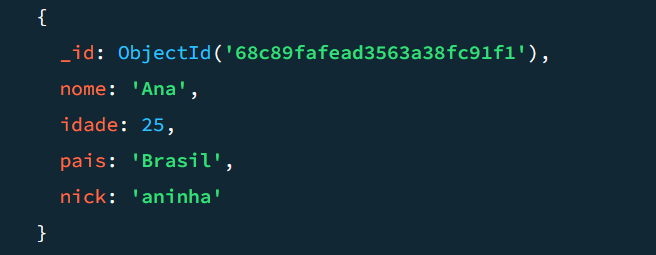 {
_id: ObjectId('68c89fafead3563a38fc91f1'),
nome: 'Ana',
idade: 25,
pais: 'Brasil',
nick: 'aninha'
}